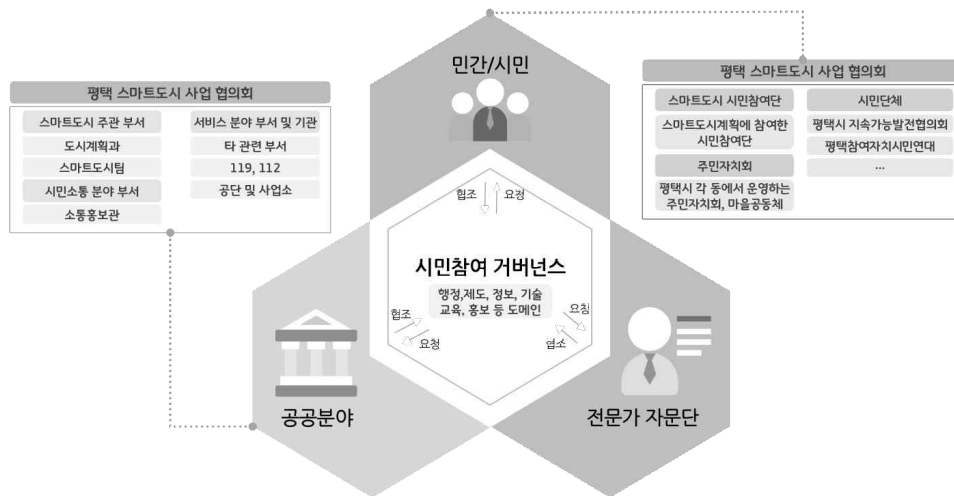 민간/시민
평택 스마트도시 사업 협의회
스마트도시 주관 부서
도시계획과
스마트도시팀
시민소통 분야 부서
소통홍보관
서비스 분야 부서 및 기관
타 관련 부서
119, 112
공단 및 사업소
평택 스마트도시 사업 협의회
스마트도시 시민참여단
스마트도시계획에 참여한
시민참여단
주민자치회
평택시 각 동에서 운영하는
주민자치회, 마을공동체
시민단체
평택시 지속가능발전협의회
평택참여자치시민연대
...
협조
요청
시민참여 거버넌스
행정,제도, 정보, 기술
교육, 홍보 등 도메인
협조
요청
요청
협조
공공분야
전문가 자문단